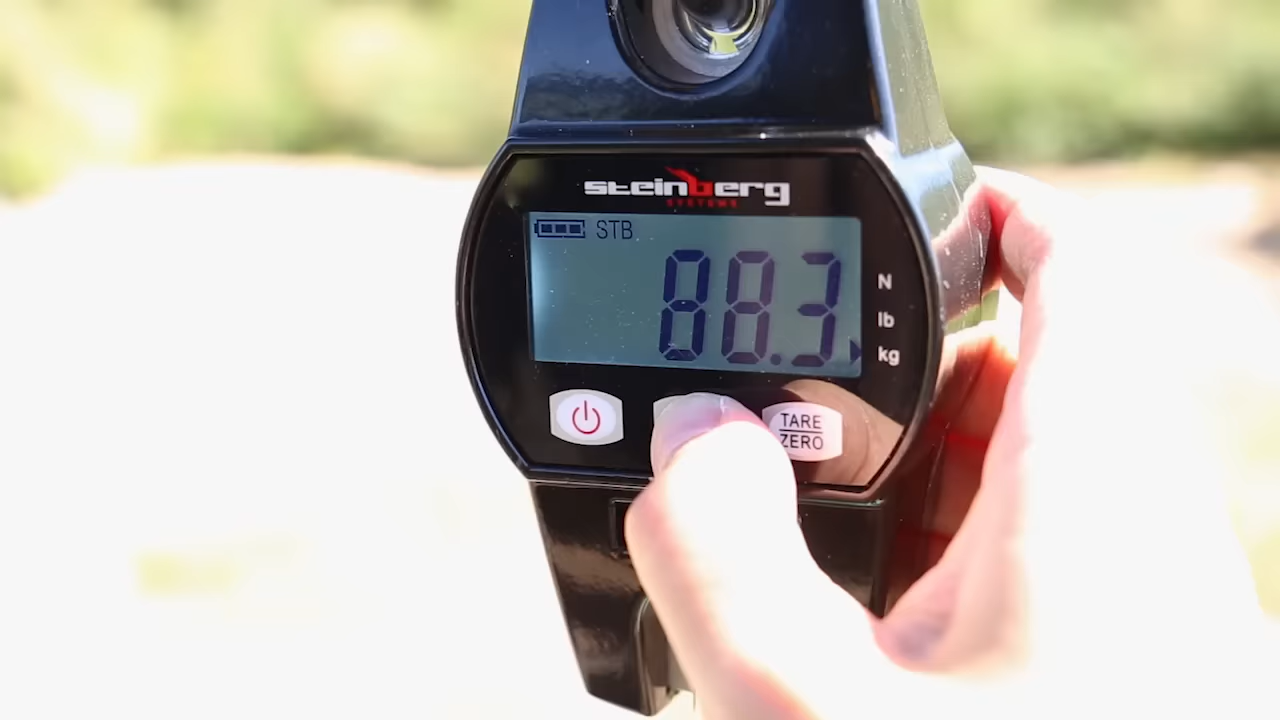 steinberg
SYSTEMS
STB
88.3
N
lb
kg
TARE
ZERO